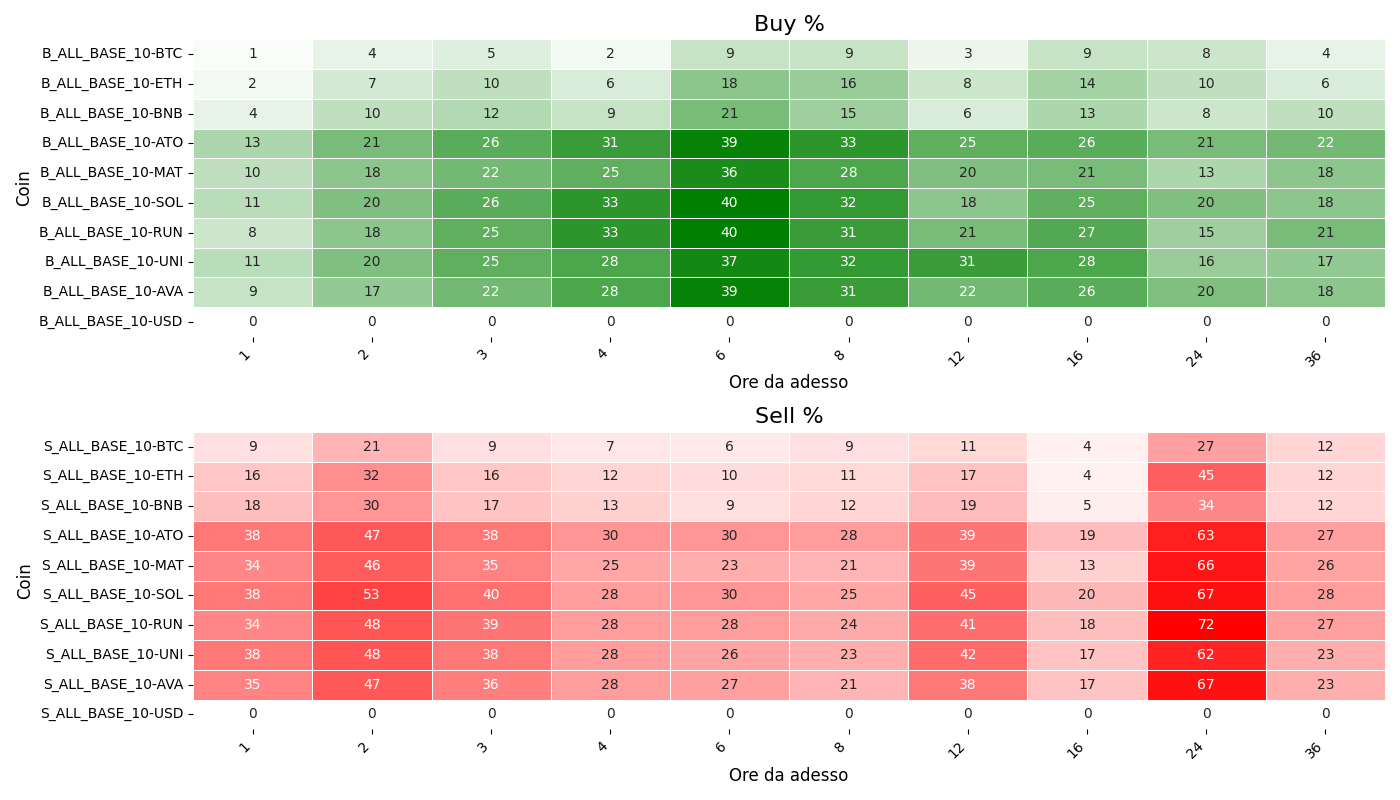 Buy %
Coin
B_ALL_BASE_10-BTC 1 4 5 2 9 9 3 9 8 4
B_ALL_BASE_10-ETH 2 7 10 6 18 16 8 14 10 6
B_ALL_BASE_10-BNB 4 10 12 9 21 15 6 13 8 10
B_ALL_BASE_10-ATO 13 21 26 31 39 33 25 26 21 22
B_ALL_BASE_10-MAT 10 18 22 25 36 28 20 21 13 18
B_ALL_BASE_10-SOL 11 20 26 33 40 32 18 25 20 18
B_ALL_BASE_10-RUN 8 18 25 33 40 31 21 27 15 21
B_ALL_BASE_10-UNI 11 20 25 28 37 32 31 28 16 17
B_ALL_BASE_10-AVA 9 17 22 28 39 31 22 26 20 18
B_ALL_BASE_10-USD 0 0 0 0 0 0 0 0 0 0
1 2 3 4 6 8 12 16 24 36
Ore da adesso
Sell %
Coin
S_ALL_BASE_10-BTC 9 21 9 7 6 9 11 4 27 12
S_ALL_BASE_10-ETH 16 32 16 12 10 11 17 4 45 12
S_ALL_BASE_10-BNB 18 30 17 13 9 12 19 5 34 12
S_ALL_BASE_10-ATO 38 47 38 30 30 28 39 19 63 27
S_ALL_BASE_10-MAT 34 46 35 25 23 21 39 13 66 26
S_ALL_BASE_10-SOL 38 53 40 28 30 25 45 20 67 28
S_ALL_BASE_10-RUN 34 48 39 28 28 24 41 18 72 27
S_ALL_BASE_10-UNI 38 48 38 28 26 23 42 17 62 23
S_ALL_BASE_10-AVA 35 47 36 28 27 21 38 17 67 23
S_ALL_BASE_10-USD 0 0 0 0 0 0 0 0 0 0
1 2 3 4 6 8 12 16 24 36
Ore da adesso